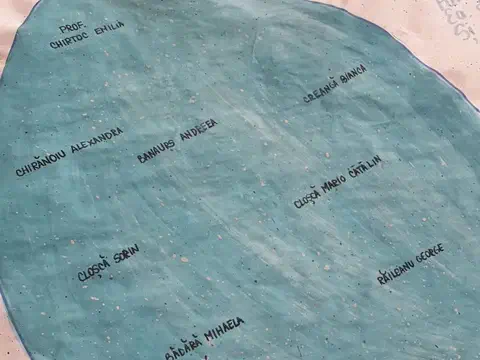 PROF.
CHIRTOC EMILIA
CREANGĂ BIANCA
CHIRĂNOIU ALEXANDRA
BANAURS ANDREEA
CLOȘCĂ MARIO CĂTĂLIN
CLOȘCĂ SORIN
RĂILEANU GEORGE
BĂDĂRĂ MIHAELA